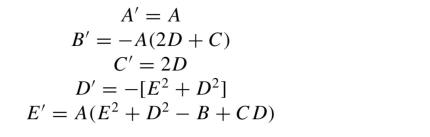 A′ = A
B′ = −A(2D + C)
C′ = 2D
D′ = −[E² + D²]
E′ = A(E² + D² − B + CD)